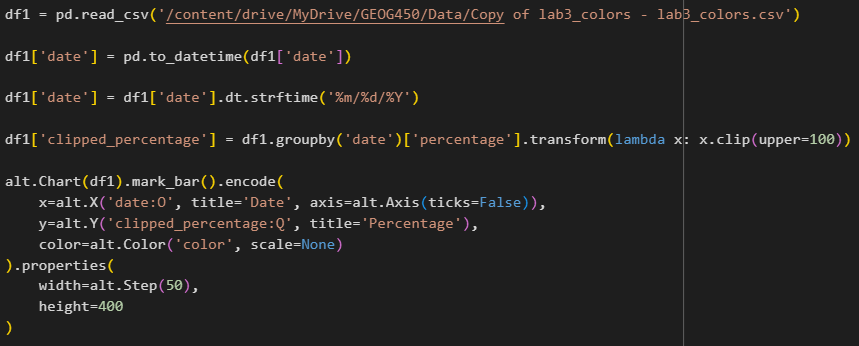 df1 = pd.read_csv('/content/drive/MyDrive/GEOG450/Data/Copy of lab3_colors - lab3_colors.csv')
df1['date'] = pd.to_datetime(df1['date'])
df1['date'] = df1['date'].dt.strftime('%m/%d/%Y')
df1['clipped_percentage'] = df1.groupby('date')['percentage'].transform(lambda x: x.clip(upper=100))
alt.Chart(df1).mark_bar().encode(
    x=alt.X('date:O', title='Date', axis=alt.Axis(ticks=False)),
    y=alt.Y('clipped_percentage:Q', title='Percentage'),
    color=alt.Color('color', scale=None)
).properties(
    width=alt.Step(50),
    height=400
)